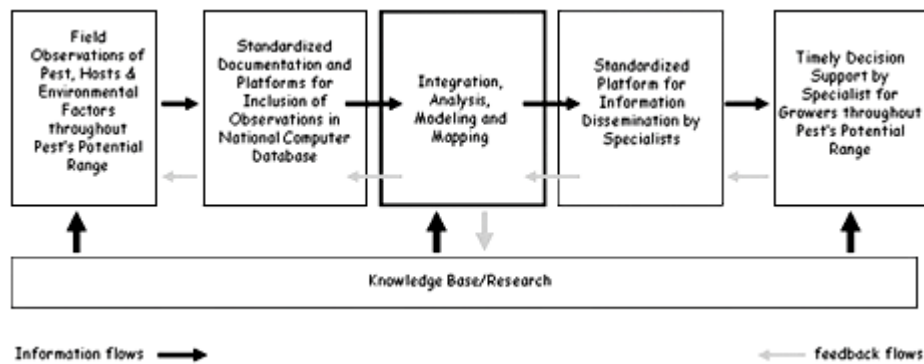 Field
Observations of
Pest, Hosts &
Environmental
Factors
throughout
Pest's Potential
Range
Standardized
Documentation and
Platforms for
Inclusion of
Observations in
National Computer
Database
Integration,
Analysis,
Modeling and
Mapping
Standardized
Platform for
Information
Dissemination by
Specialists
Timely Decision
Support by
Specialist for
Growers throughout
Pest's Potential
Range
Knowledge Base/Research
Information flows
feedback flows